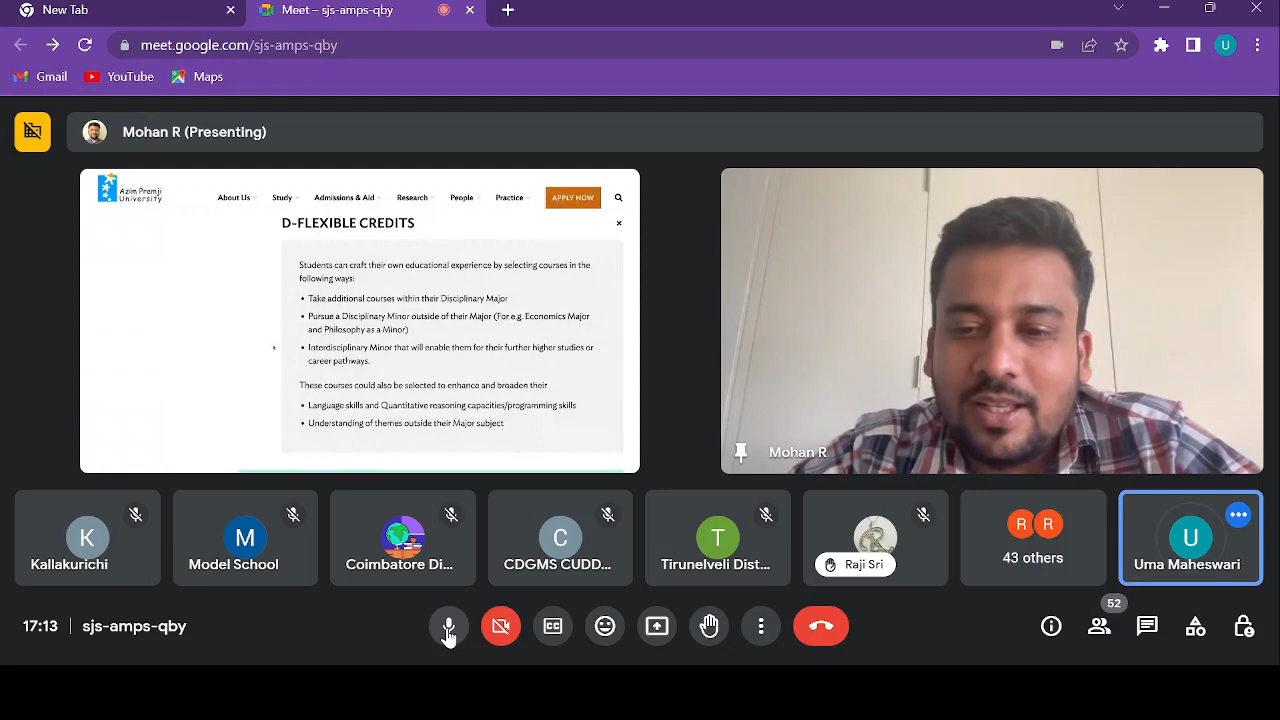 New Tab
Meet – sjs-amps-qby
meet.google.com/sjs-amps-qby
U
Gmail
YouTube
Maps
Mohan R (Presenting)
Azim Premji
University
About Us
Study
Admissions & Aid
Research
People
Practice
APPLY NOW
D-FLEXIBLE CREDITS
Students can craft their own educational experience by selecting courses in the
following ways:
• Take additional courses within their Disciplinary Major
• Pursue a Disciplinary Minor outside of their Major (For e.g. Economics Major
and Philosophy as a Minor)
• Interdisciplinary Minor that will enable them for their further higher studies or
career pathways.
These courses could also be selected to enhance and broaden their
• Language skills and Quantitative reasoning capacities/programming skills
• Understanding of themes outside their Major subject
Mohan R
K
Kallakurichi
M
Model School
Coimbatore Di...
C
CDGMS CUDD...
T
Tirunelveli Dist...
Raji Sri
R R
43 others
U
Uma Maheswari
17:13 | sjs-amps-qby
CC
52